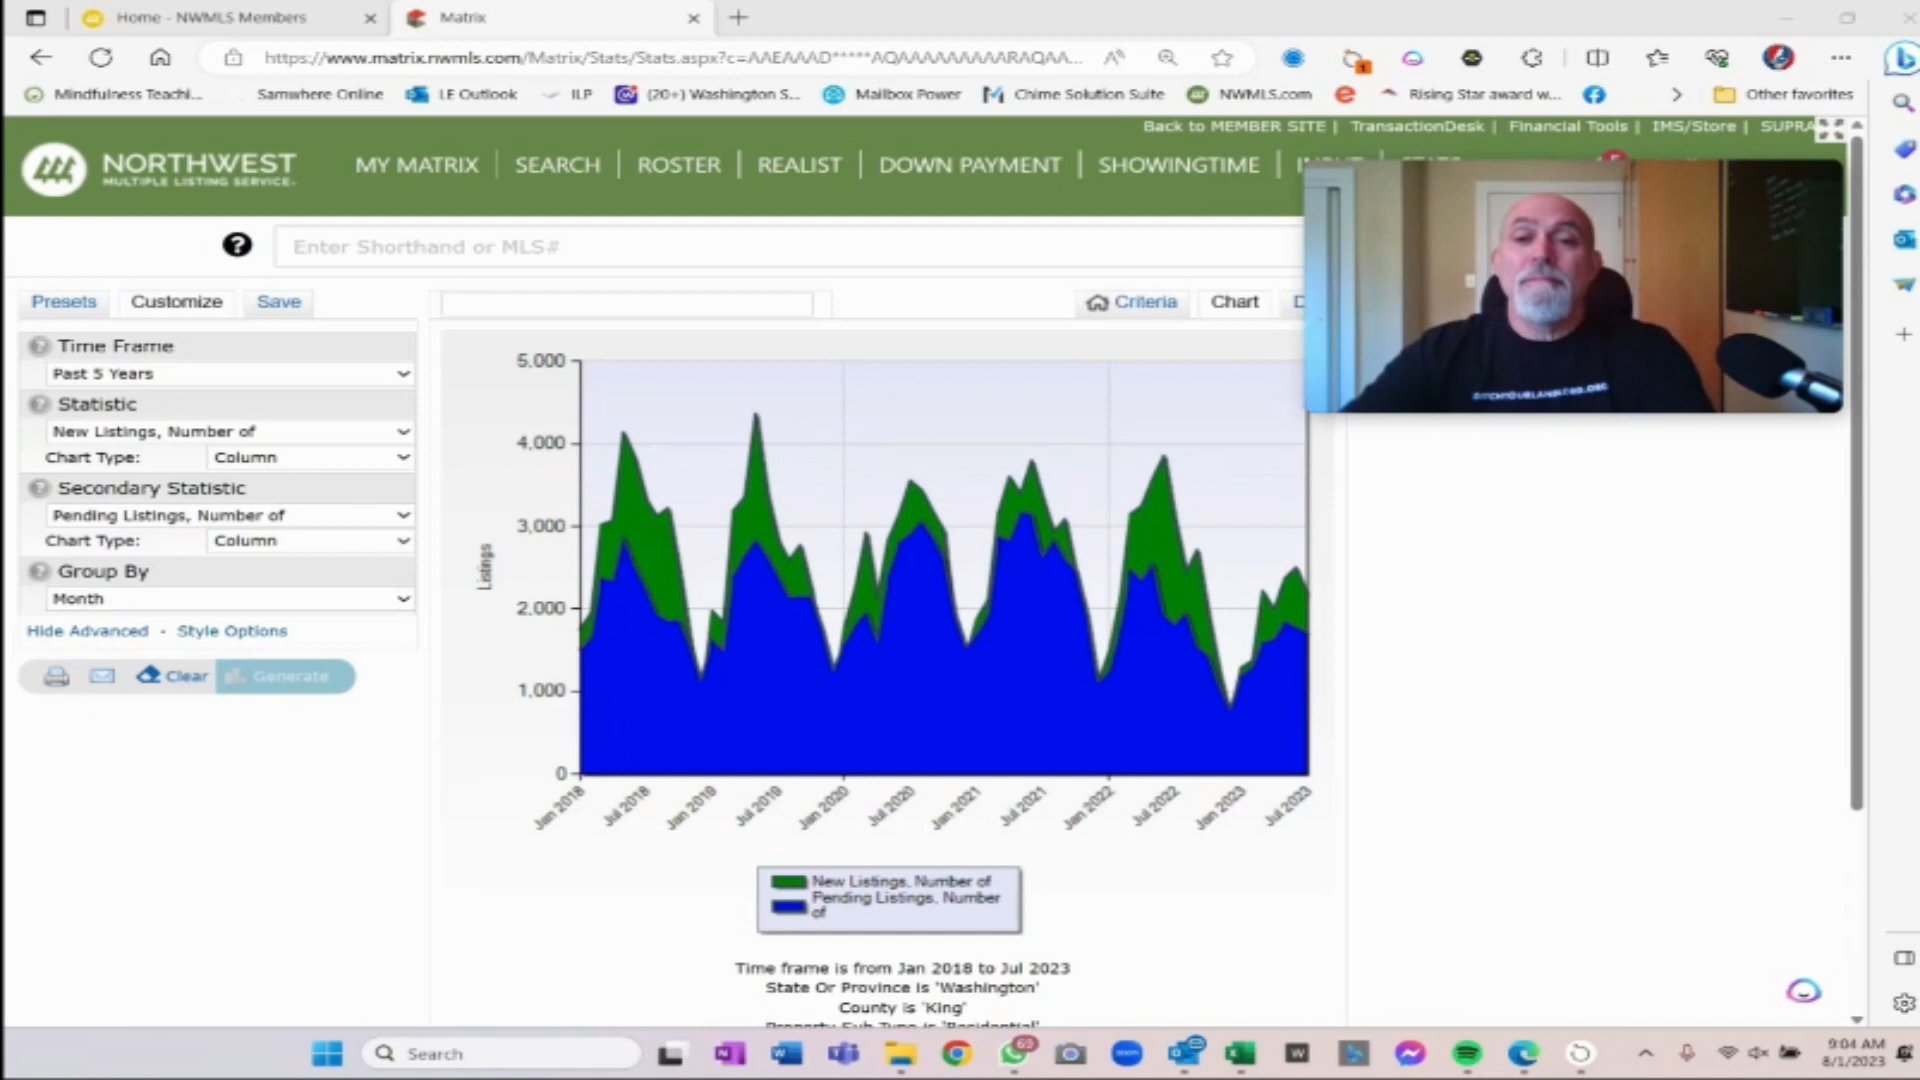 Home - NWMLS Members
Matrix
https://www.matrix.nwmls.com/Matrix/Stats/Stats.aspx?c=AAEAAAD*****AQAAAAAAAAARAQAA...
Mindfulness Teachi...
Samwhere Online
LE Outlook
ILP
(20+) Washington S...
Mailbox Power
Chime Solution Suite
NWMLS.com
Rising Star award w...
Other favorites
Back to MEMBER SITE | TransactionDesk | Financial Tools | IMS/Store | SUPRA
NORTHWEST
MULTIPLE LISTING SERVICE.
MY MATRIX | SEARCH | ROSTER | REALIST | DOWN PAYMENT | SHOWINGTIME |
Enter Shorthand or MLS#
Presets
Customize
Save
Criteria
Chart
D
Time Frame
Past 5 Years
Statistic
New Listings, Number of
Chart Type:
Column
Secondary Statistic
Pending Listings, Number of
Chart Type:
Column
Group By
Month
Hide Advanced - Style Options
Clear
Generate
5,000
4,000
3,000
2,000
1,000
0
Listings
Jan 2018
Jul 2018
Jan 2019
Jul 2019
Jan 2020
Jul 2020
Jan 2021
Jul 2021
Jan 2022
Jul 2022
Jan 2023
Jul 2023
New Listings, Number of
Pending Listings, Number
of
Time frame is from Jan 2018 to Jul 2023
State Or Province is 'Washington'
County is 'King'
Property Sub Type is 'Residential'
Search
69
9:04 AM
8/1/2023